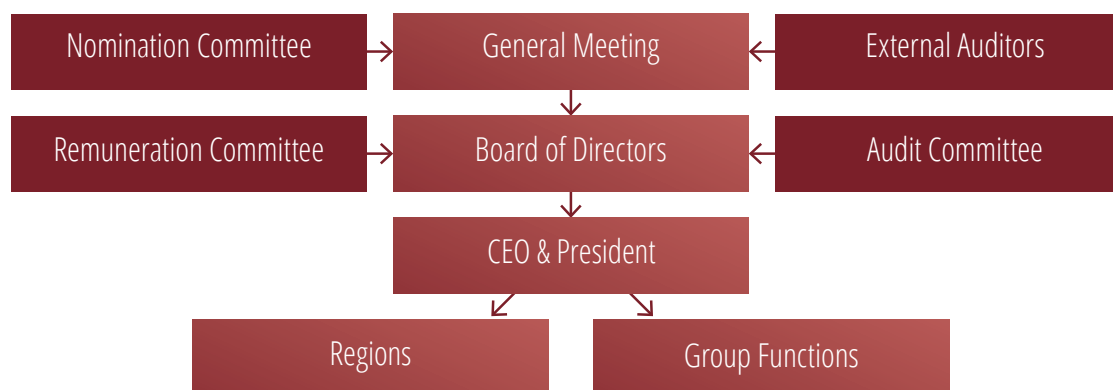 Nomination Committee
General Meeting
External Auditors
Remuneration Committee
Board of Directors
Audit Committee
CEO & President
Regions
Group Functions